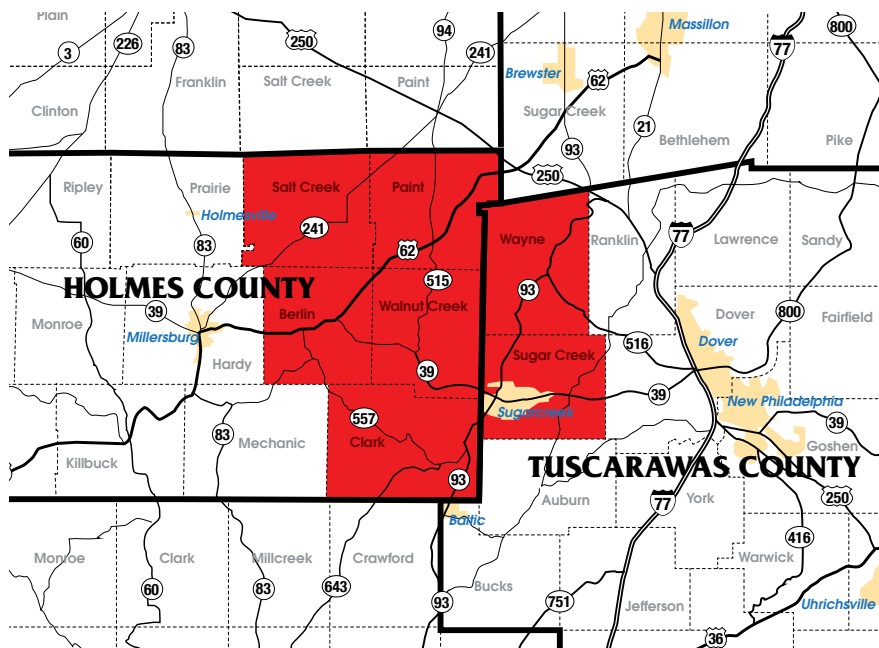 Plain
226
83
250
94
Massillon
800
3
241
77
Franklin
Salt Creek
Paint
Brewster
62
Clinton
Sugar Creek
21
Bethlehem
Pike
93
250
Ripley
Prairie
Salt Creek
Paint
Holmesville
241
Wayne
Ranklin
77
Lawrence
Sandy
60
83
62
HOLMES COUNTY
515
93
39
Berlin
Walnut Creek
Monroe
Millersburg
Dover
800
Fairfield
516
Dover
Hardy
Sugar Creek
39
39
New Philadelphia
Sugarcreek
557
39
83
Mechanic
Clark
Goshen
Killbuck
TUSCARAWAS COUNTY
93
Auburn
77
York
250
Baltic
416
Monroe
Clark
Millcreek
Crawford
Warwick
60
83
643
Bucks
93
751
Jefferson
Uhrichsville
36